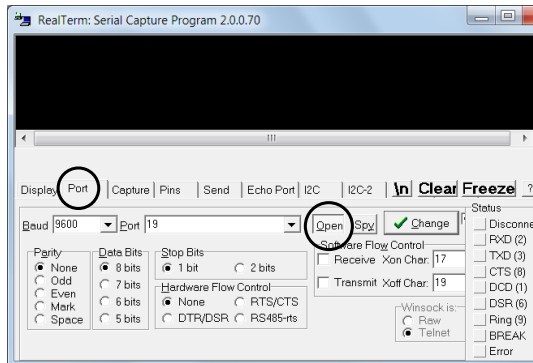 RealTerm: Serial Capture Program 2.0.0.70
Display Port Capture Pins Send Echo Port I2C I2C-2 \n Clear Freeze ?
Baud 9600 Port 19 Open Spy Change
Parity
None
Odd
Even
Mark
Space
Data Bits
8 bits
7 bits
6 bits
5 bits
Stop Bits
1 bit 2 bits
Hardware Flow Control
None RTS/CTS
DTR/DSR RS485-rts
Software Flow Control
Receive Xon Char: 17
Transmit Xoff Char: 19
Winsock is:
Raw
Telnet
Status
Disconne
RXD (2)
TXD (3)
CTS (8)
DCD (1)
DSR (6)
Ring (9)
BREAK
Error